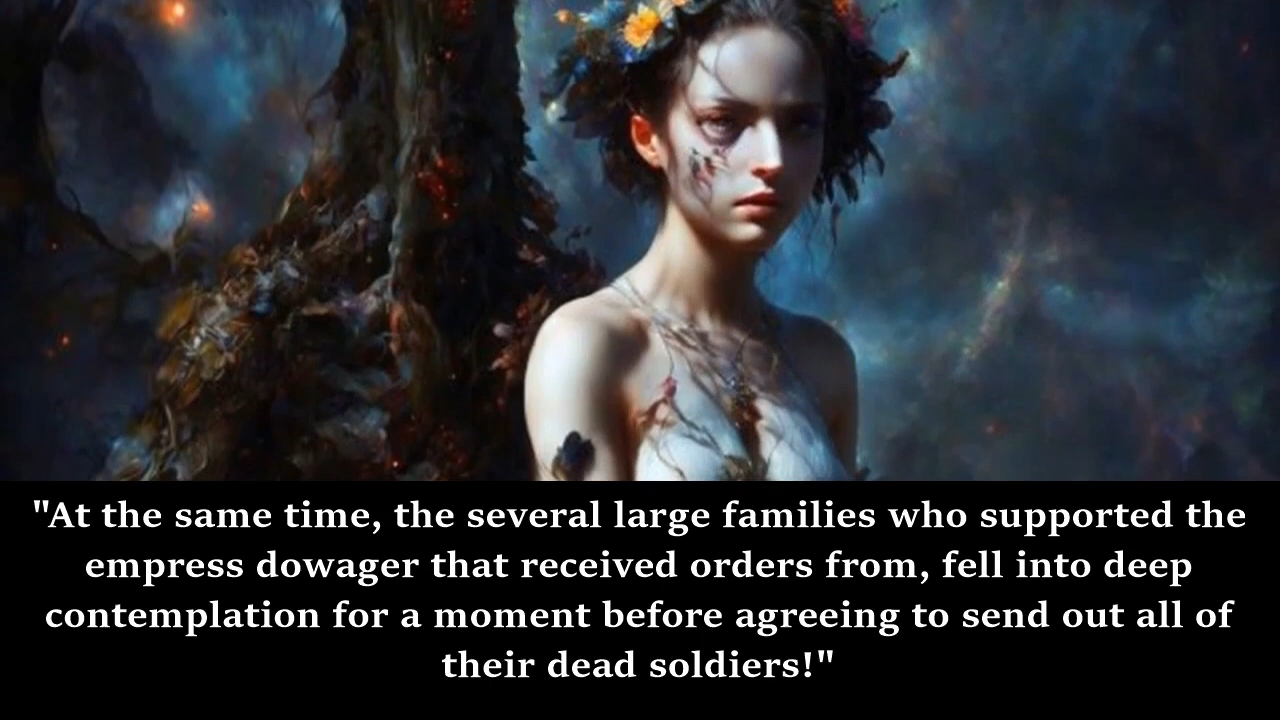 "At the same time, the several large families who supported the
empress dowager that received orders from, fell into deep
contemplation for a moment before agreeing to send out all of
their dead soldiers!"